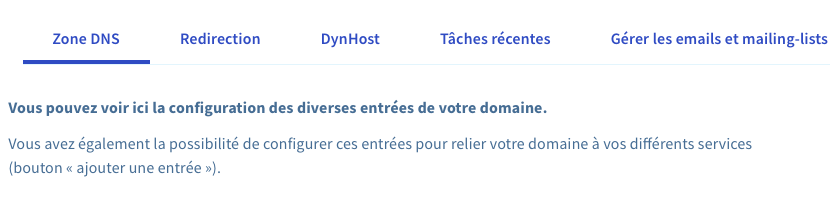 Zone DNS Redirection DynHost Tâches récentes Gérer les emails et mailing-lists
Vous pouvez voir ici la configuration des diverses entrées de votre domaine.
Vous avez également la possibilité de configurer ces entrées pour relier votre domaine à vos différents services
(bouton « ajouter une entrée »).